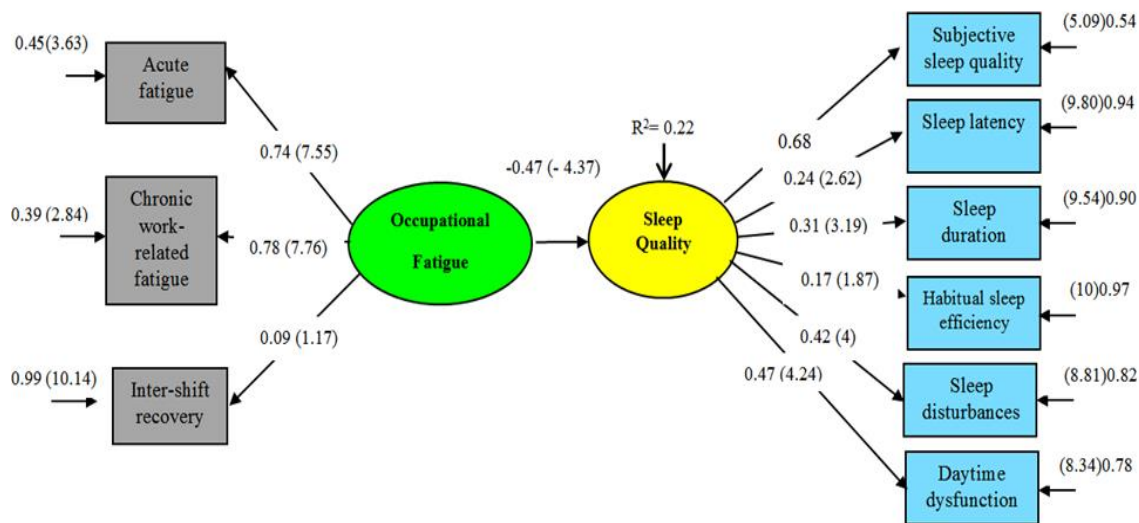 0.45(3.63)
Acute
fatigue
0.74 (7.55)
0.39 (2.84)
Chronic
work-
related
fatigue
0.78 (7.76)
0.99 (10.14)
Inter-shift
recovery
0.09 (1.17)
Occupational
Fatigue
-0.47 (- 4.37)
R²= 0.22
Sleep
Quality
0.68
0.24 (2.62)
0.31 (3.19)
0.17 (1.87)
0.42 (4)
0.47 (4.24)
Subjective
sleep quality
(5.09)0.54
Sleep latency
(9.80)0.94
Sleep
duration
(9.54)0.90
Habitual sleep
efficiency
(10)0.97
Sleep
disturbances
(8.81)0.82
Daytime
dysfunction
(8.34)0.78